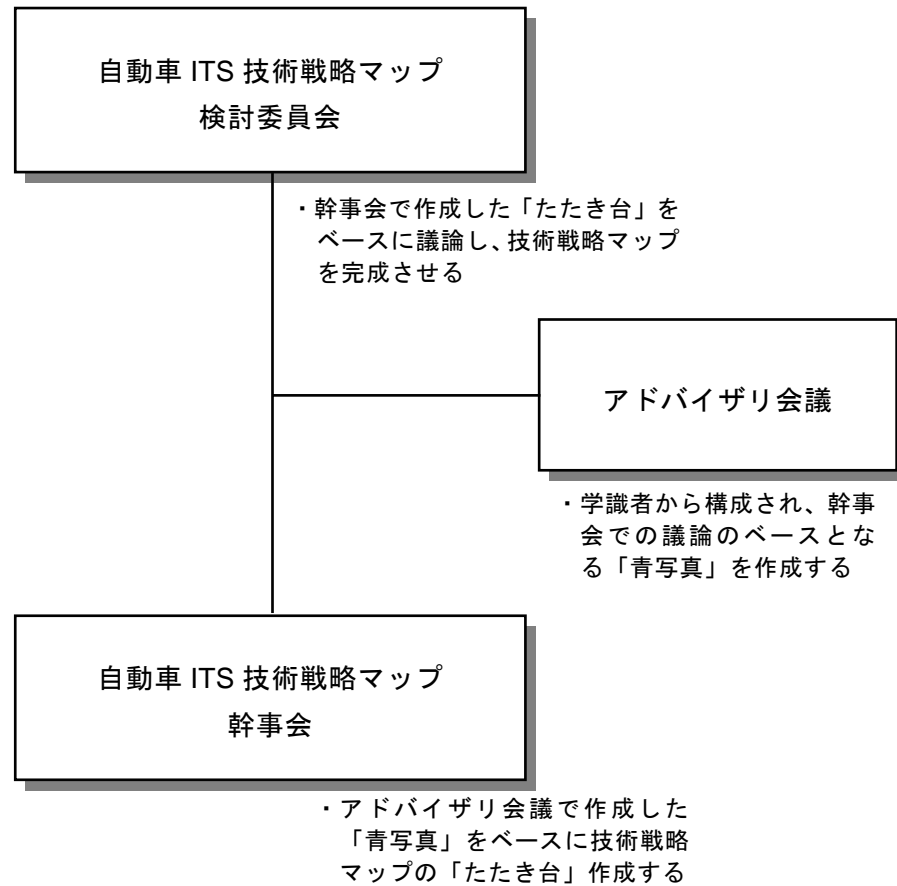 自動車 ITS 技術戦略マップ
検討委員会
・幹事会で作成した「たたき台」を
ベースに議論し、技術戦略マップ
を完成させる
アドバイザリ会議
・学識者から構成され、幹事
会での議論のベースとな
る「青写真」を作成する
自動車 ITS 技術戦略マップ
幹事会
・アドバイザリ会議で作成した
「青写真」をベースに技術戦略
マップの「たたき台」作成する